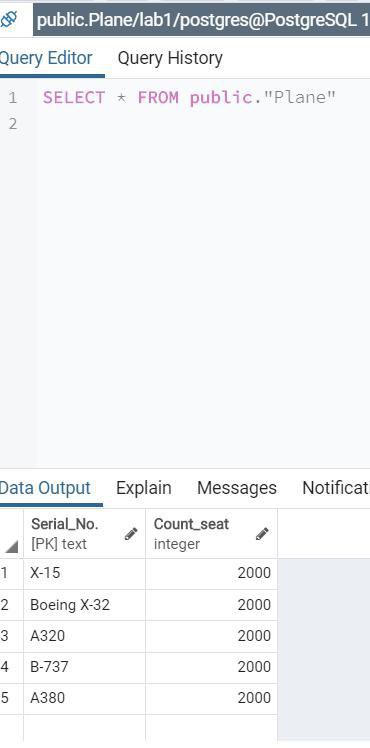 public.Plane/lab1/postgres@PostgreSQL 1
Query Editor Query History
1 SELECT * FROM public."Plane"
2
Data Output Explain Messages Notificat
Serial_No. Count_seat
[PK] text integer
1 X-15 2000
2 Boeing X-32 2000
3 A320 2000
4 B-737 2000
5 A380 2000